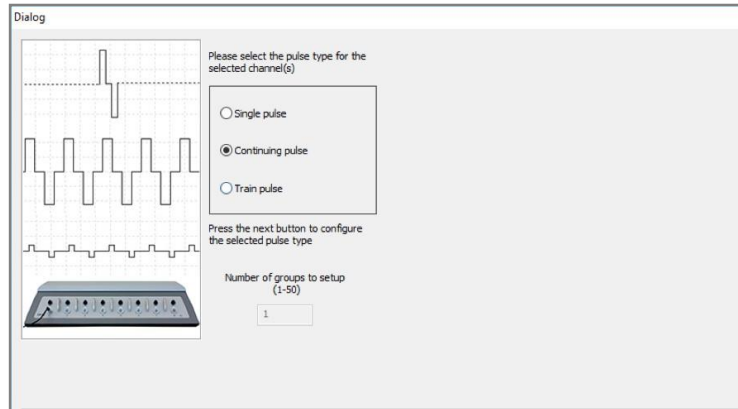 Dialog
Please select the pulse type for the
selected channel(s)
Single pulse
Continuing pulse
Train pulse
Press the next button to configure
the selected pulse type
Number of groups to setup
(1-50)
1